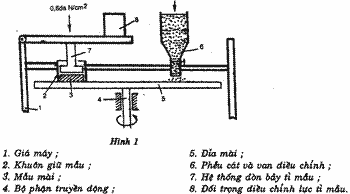 0,6da N/cm²
8
7
6
2
3
4
5
1
Hình 1
1. Giá máy ;
2. Khuôn giữ mẫu ;
3. Mẫu mài ;
4. Bộ phận truyền động ;
5. Dĩa mài ;
6. Phễu cát và van điều chỉnh ;
7. Hệ thống đòn bẩy tì mẫu ;
8. Đối trọng điều chỉnh lực tì mẫu.